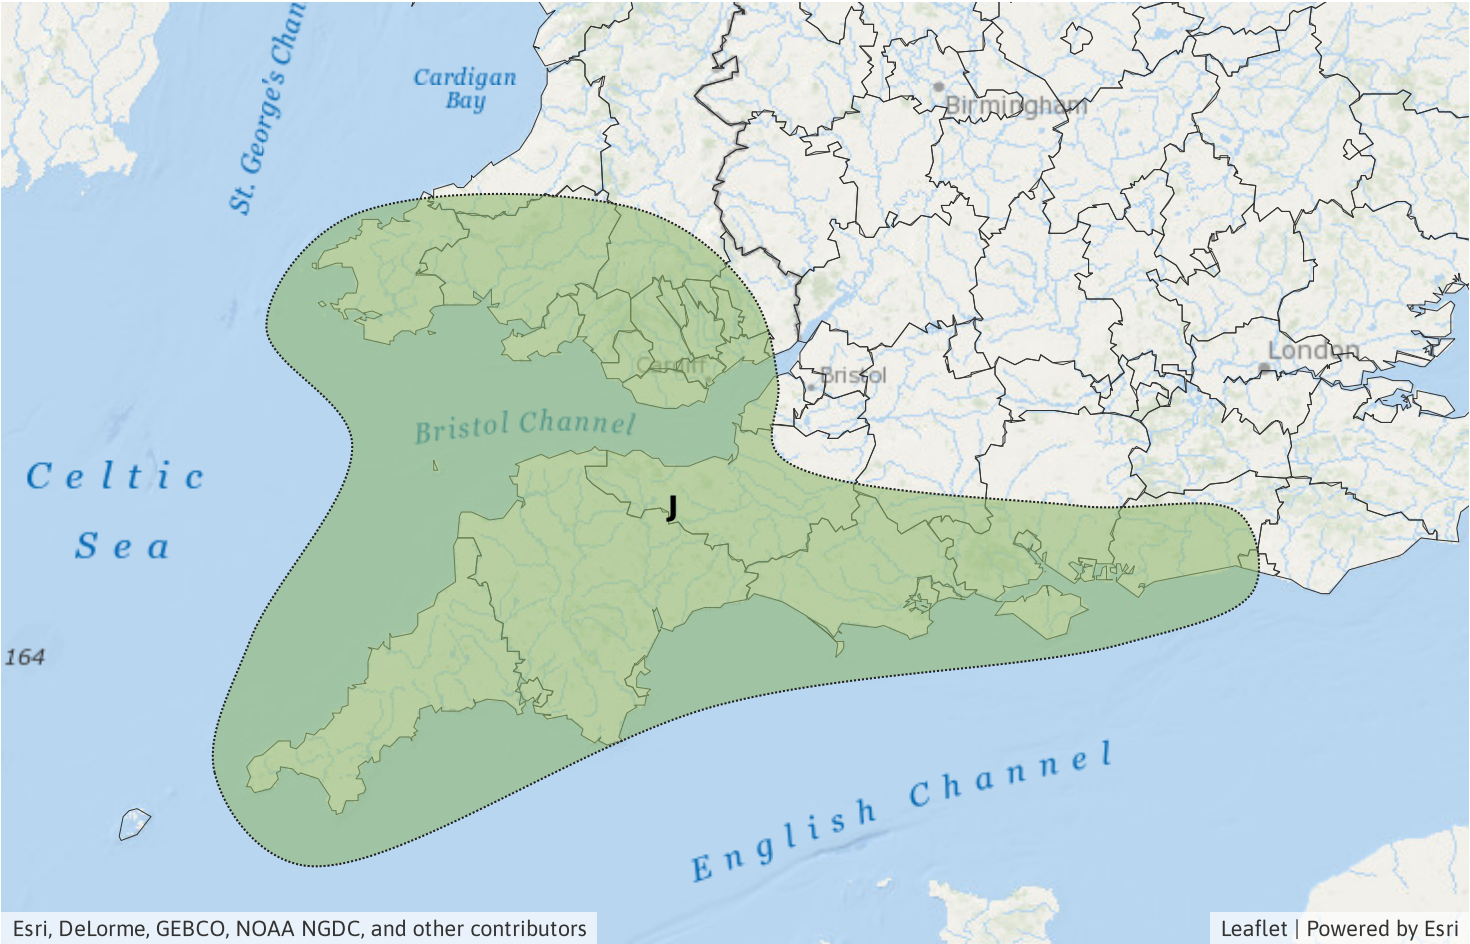 St. George's Chan
Cardigan
Bay
Birmingham
London
Cardiff
Bristol
Bristol Channel
Celtic
Sea
J
164
English Channel
Esri, DeLorme, GEBCO, NOAA NGDC, and other contributors
Leaflet | Powered by Esri